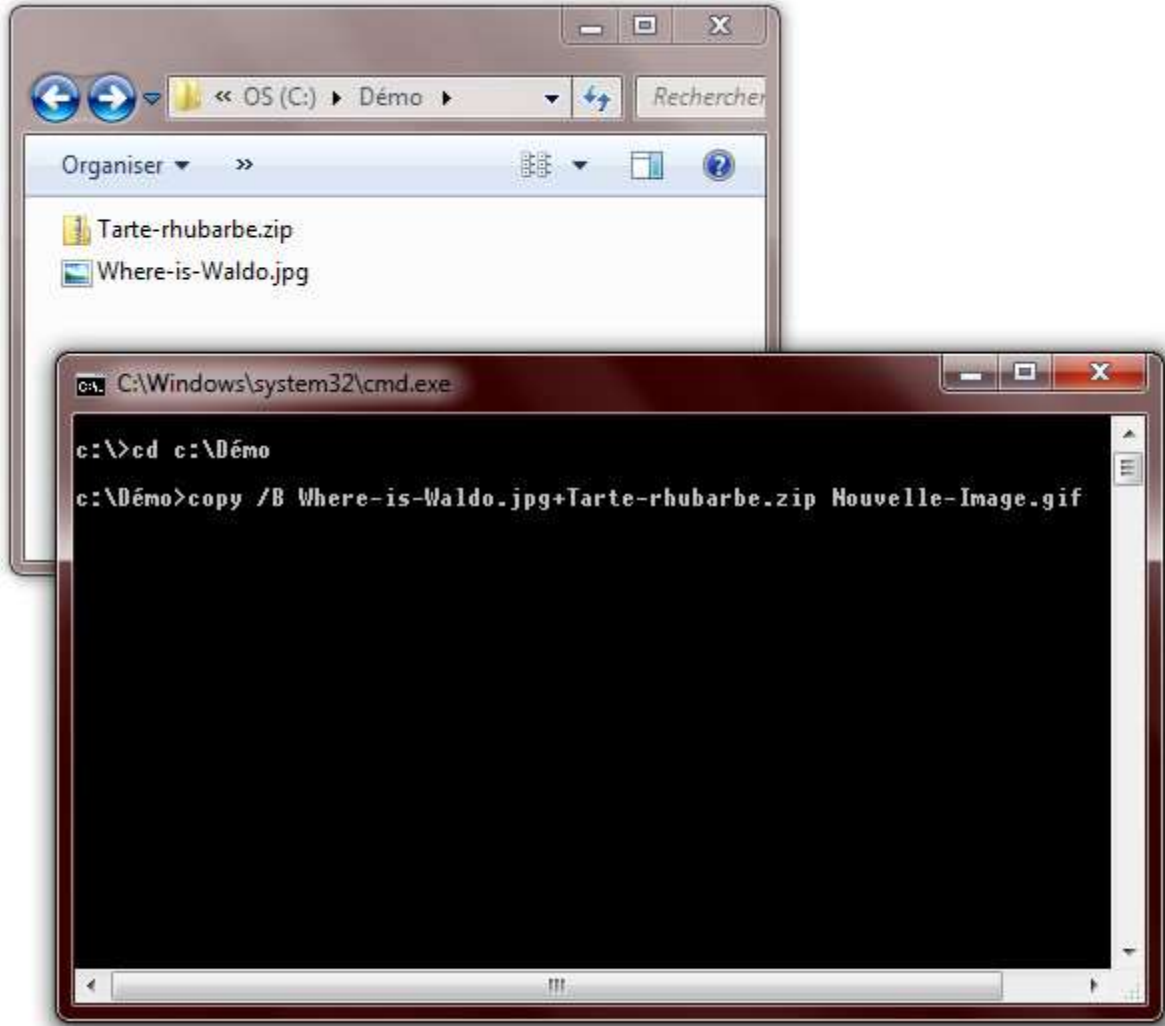 « OS (C:) Démo Rechercher
Organiser »
Tarte-rhubarbe.zip
Where-is-Waldo.jpg
C:\Windows\system32\cmd.exe
c:\>cd c:\Démo
c:\Démo>copy /B Where-is-Waldo.jpg+Tarte-rhubarbe.zip Nouvelle-Image.gif